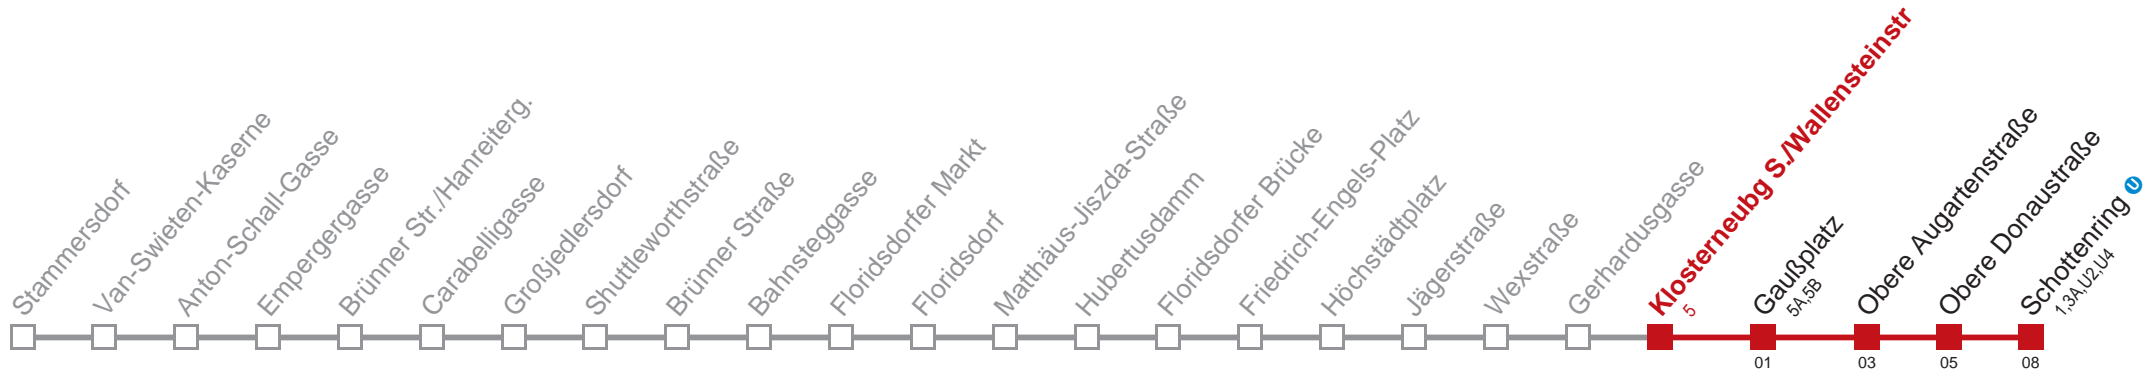 Stammersdorf
Van-Swieten-Kaserne
Anton-Schall-Gasse
Empergergasse
Brünner Str./Hanreiterg.
Carabelligasse
Großjedlersdorf
Shuttleworthstraße
Brünner Straße
Bahnsteggasse
Floridsdorfer Markt
Floridsdorf
Matthäus-Jiszda-Straße
Hubertusdamm
Floridsdorfer Brücke
Friedrich-Engels-Platz
Höchstädtplatz
Jägerstraße
Wexstraße
Gerhardusgasse
Klosterneubg S./Wallensteinstr
5
Gaußplatz
5A,5B
01
Obere Augartenstraße
03
Obere Donaustraße
05
Schottenring U
1,3A,U2,U4
08